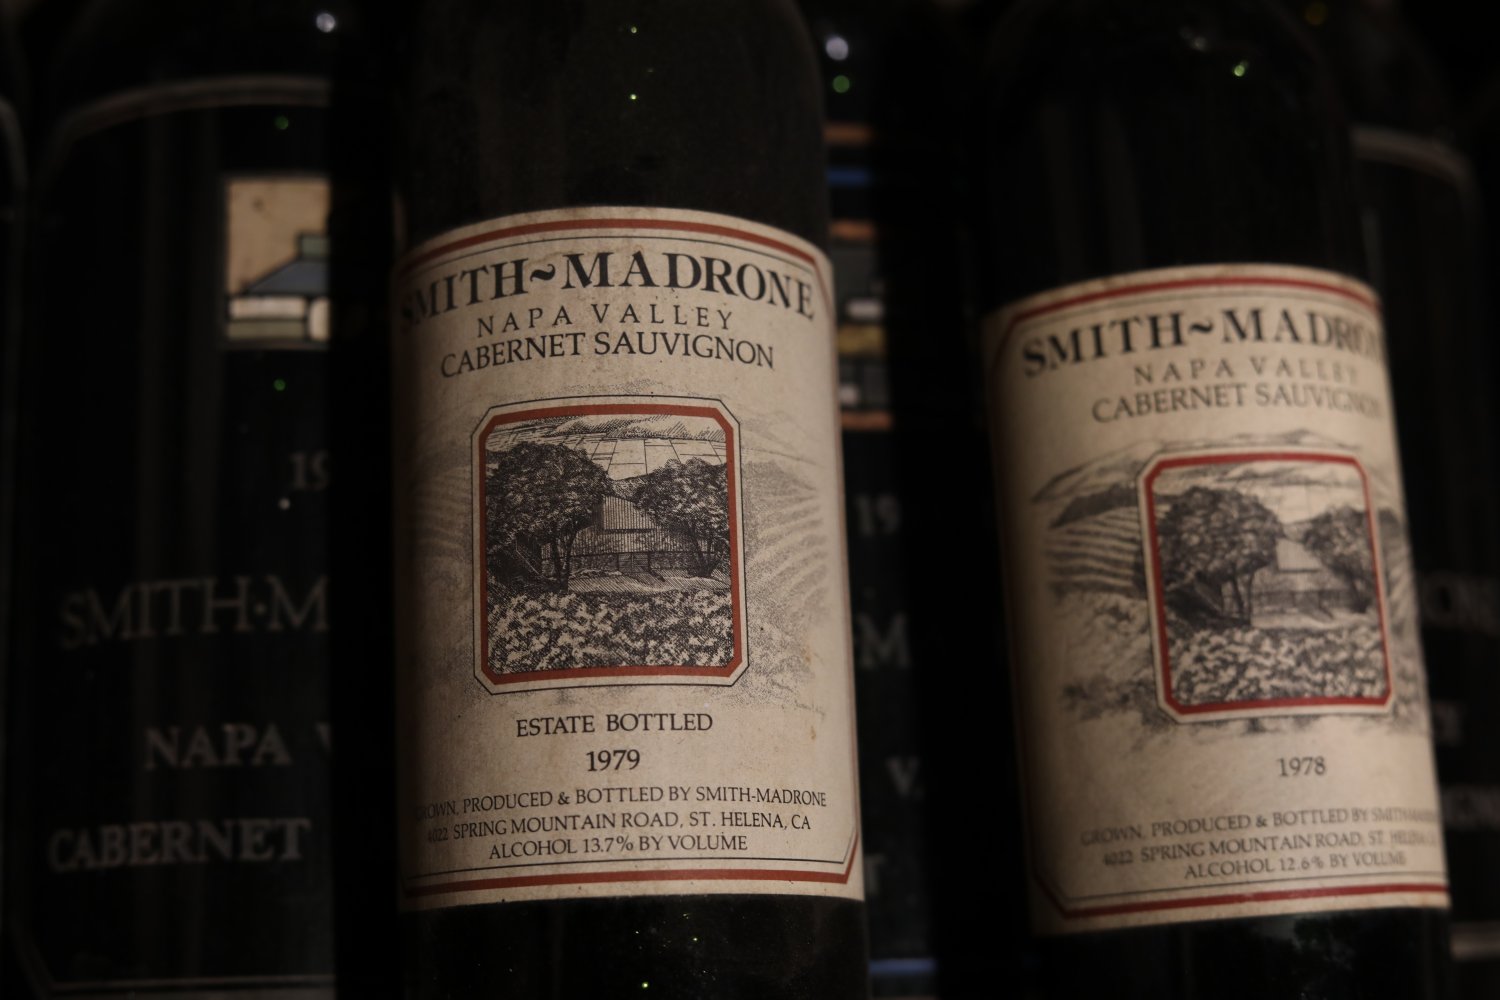 SMITH~MADRONE
NAPA VALLEY
CABERNET SAUVIGNON
ESTATE BOTTLED
1979
GROWN, PRODUCED & BOTTLED BY SMITH-MADRONE
4022 SPRING MOUNTAIN ROAD, ST. HELENA, CA
ALCOHOL 13.7% BY VOLUME
SMITH~MADRON
NAPA VALLEY
CABERNET SAUVIGNON
1978
GROWN, PRODUCED & BOTTLED BY SMITH-MADRONE
4022 SPRING MOUNTAIN ROAD, ST. HELENA, CA
ALCOHOL 12.6% BY VOLUME
19
SMITH·M
NAPA V
CABERNET
19
M
V